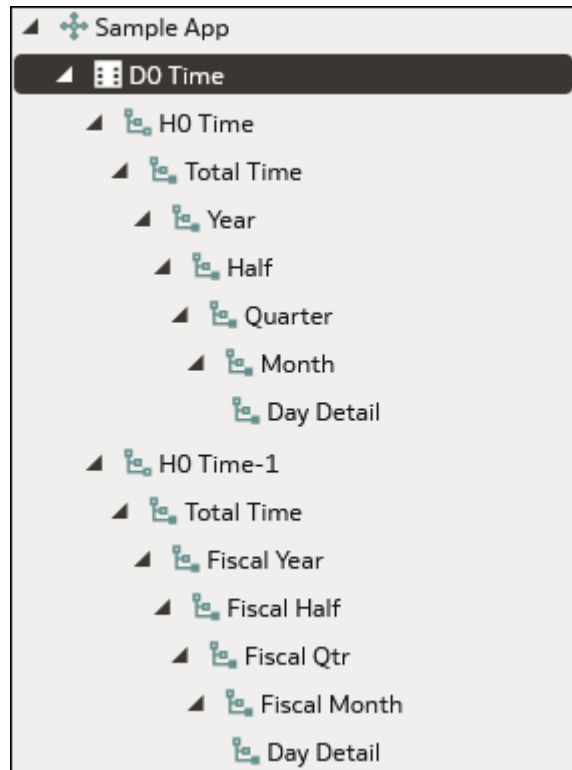 Sample App
D0 Time
H0 Time
Total Time
Year
Half
Quarter
Month
Day Detail
H0 Time-1
Total Time
Fiscal Year
Fiscal Half
Fiscal Qtr
Fiscal Month
Day Detail